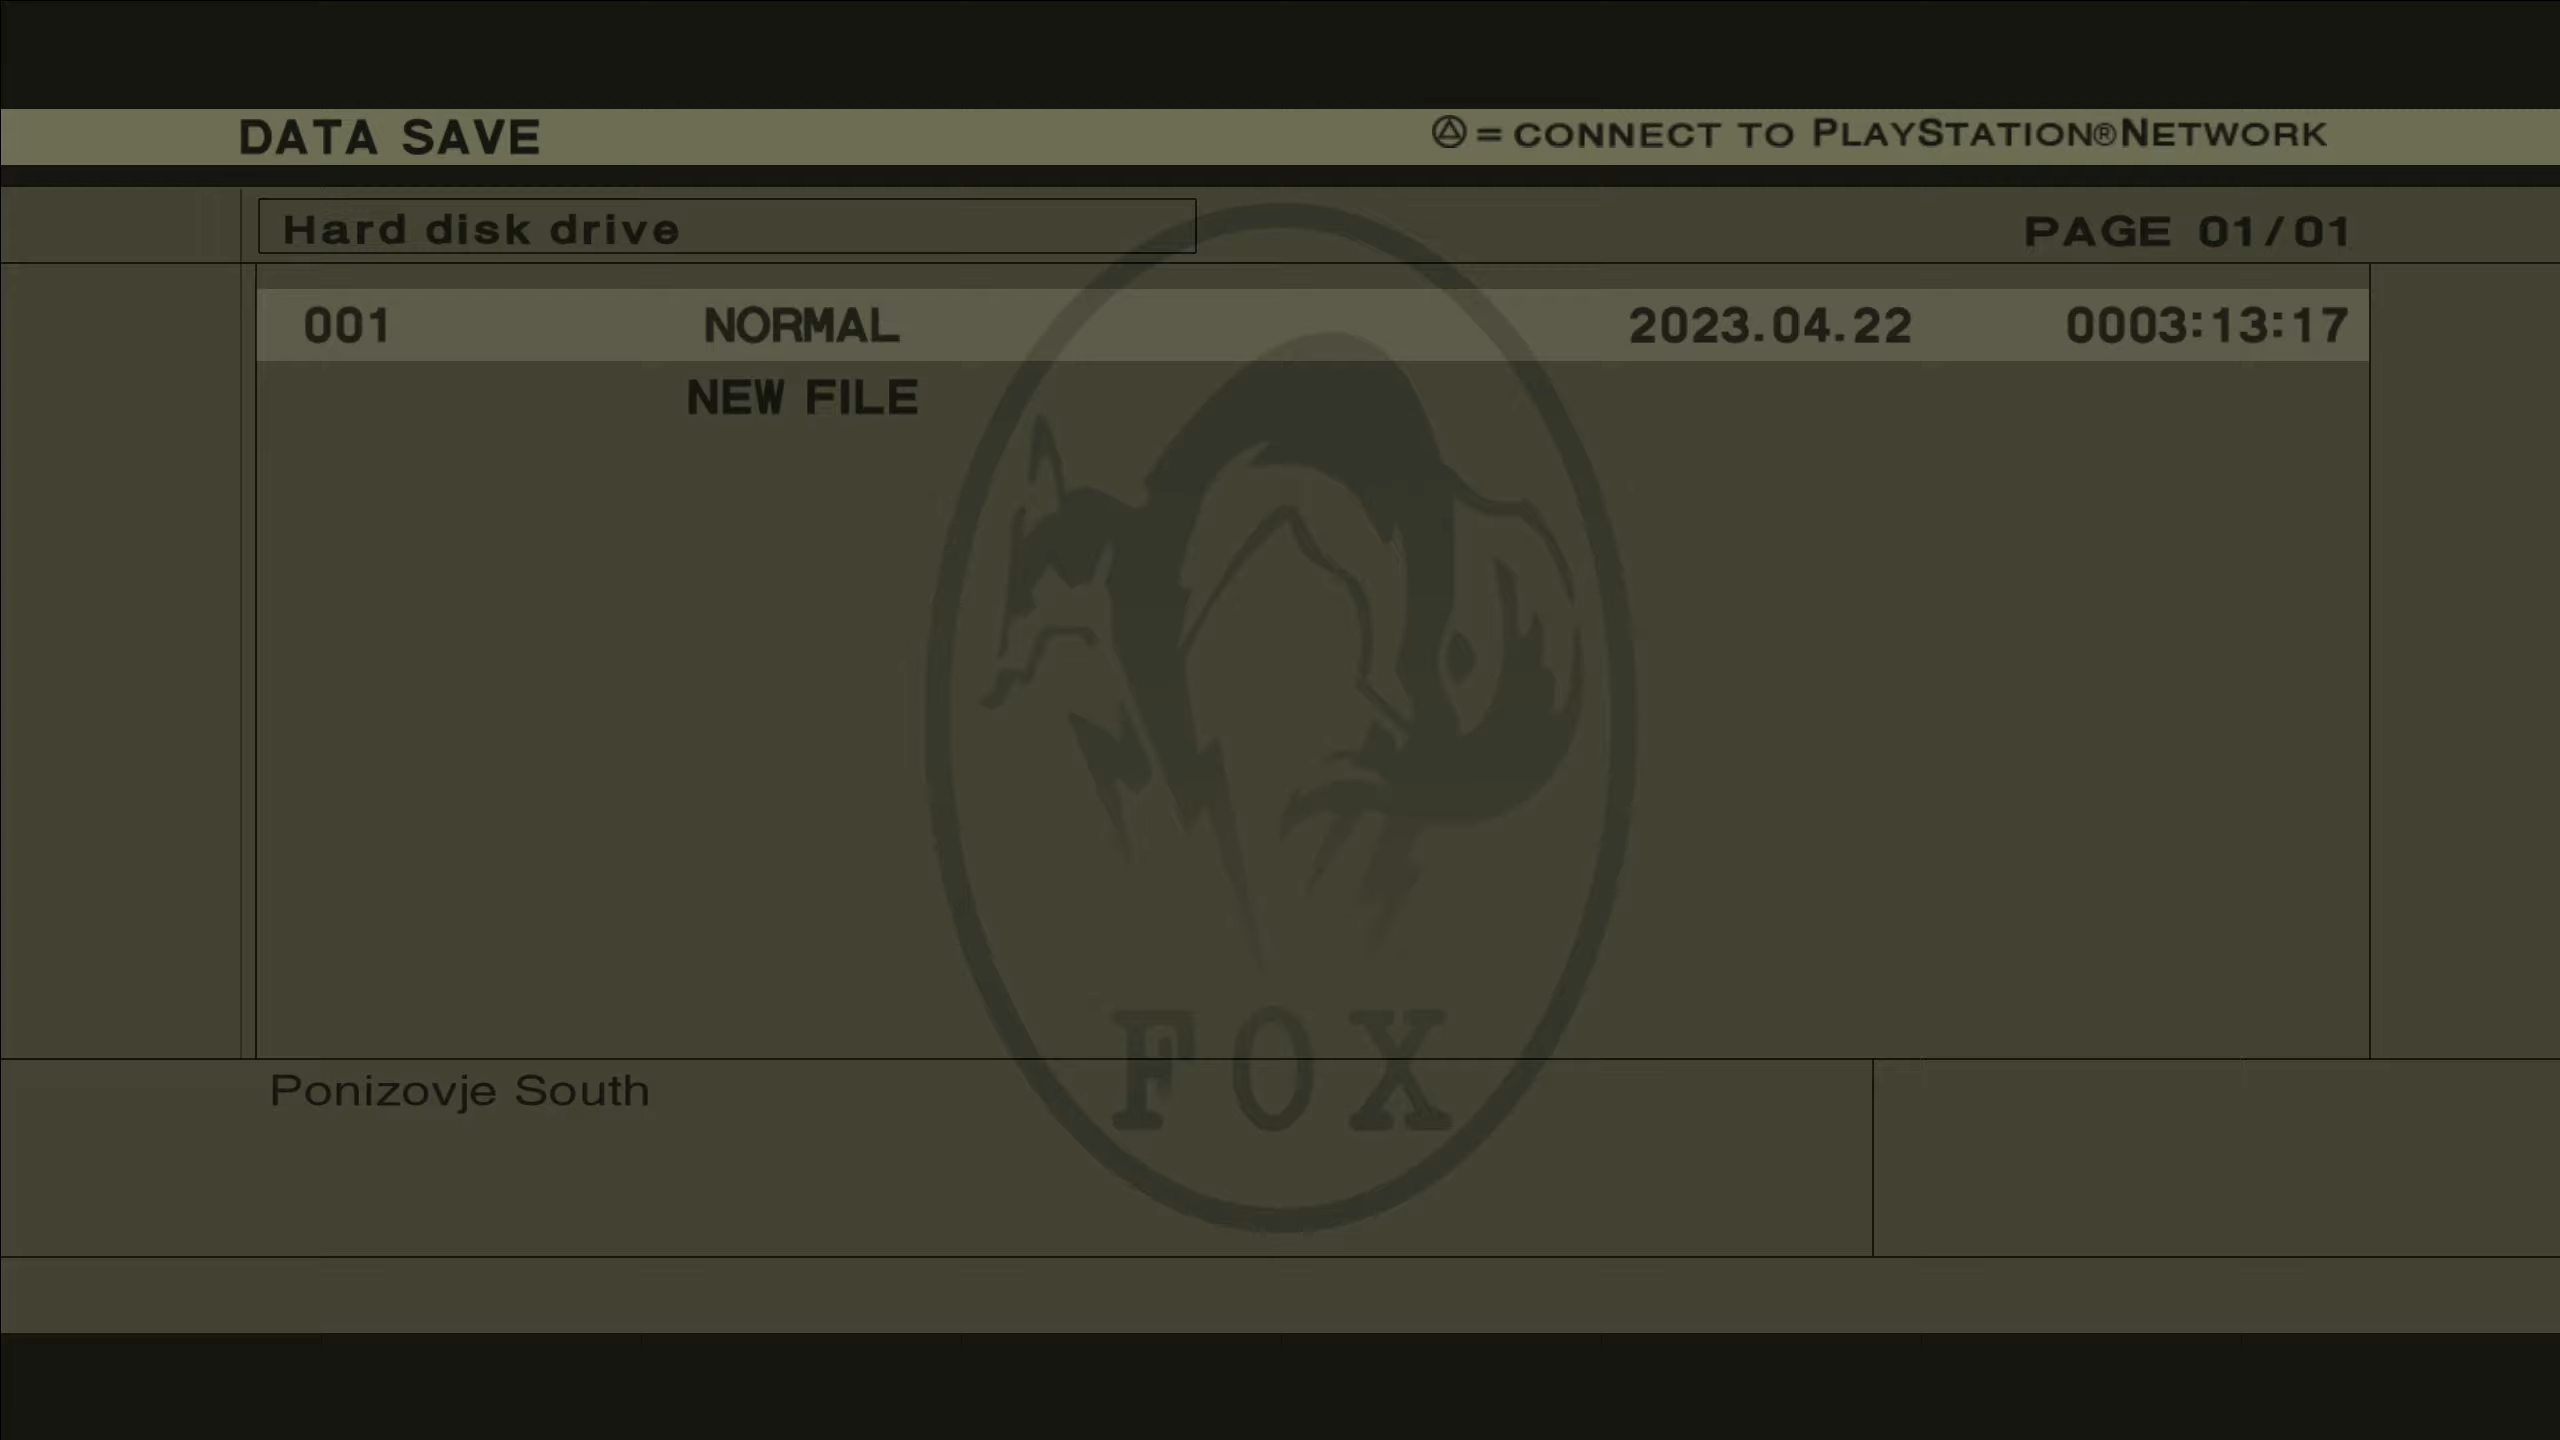 DATA SAVE
Ⓐ = CONNECT TO PLAYSTATION®NETWORK
Hard disk drive
PAGE 01/01
001 NORMAL 2023.04.22 0003:13:17
NEW FILE
FOX
Ponizovje South